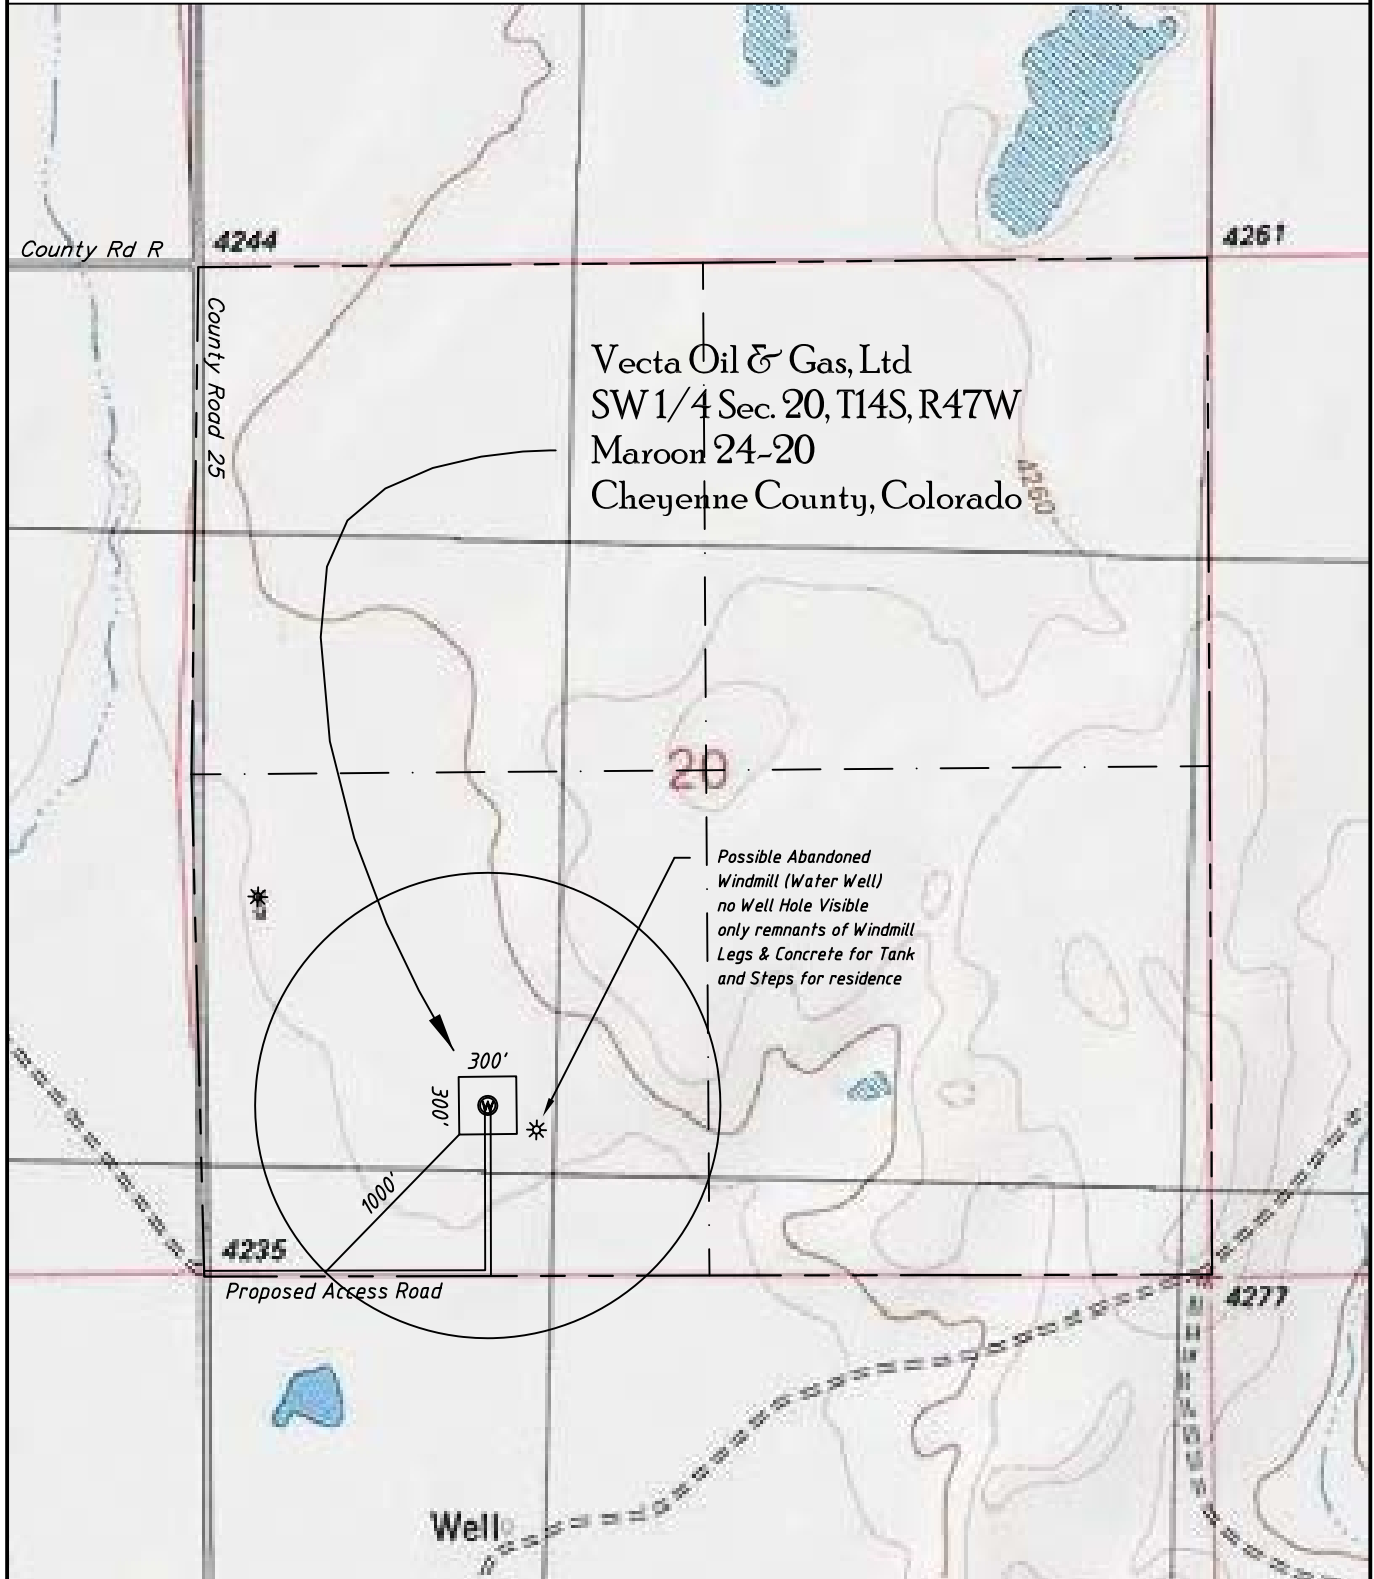 4244
4261
County Rd R
County Road 25
Vecta Oil & Gas, Ltd
SW 1/4 Sec. 20, T14S, R47W
Maroon 24-20
Cheyenne County, Colorado
4260
20
Possible Abandoned
Windmill (Water Well)
no Well Hole Visible
only remnants of Windmill
Legs & Concrete for Tank
and Steps for residence
300'
300'
W
1000'
4235
Proposed Access Road
4277
Well